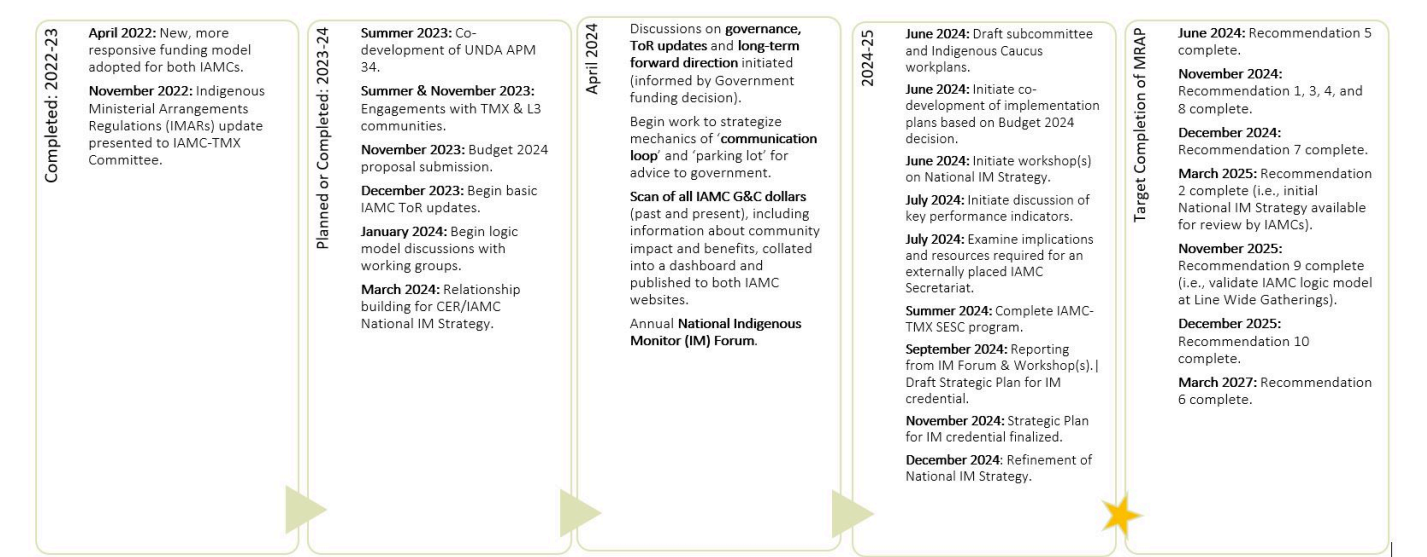 Completed: 2022-23
April 2022: New, more
responsive funding model
adopted for both IAMCs.
November 2022: Indigenous
Ministerial Arrangements
Regulations (IMARs) update
presented to IAMC-TMX
Committee.
Planned or Completed: 2023-24
Summer 2023: Co-
development of UNDA APM
34.
Summer & November 2023:
Engagements with TMX & L3
communities.
November 2023: Budget 2024
proposal submission.
December 2023: Begin basic
IAMC ToR updates.
January 2024: Begin logic
model discussions with
working groups.
March 2024: Relationship
building for CER/IAMC
National IM Strategy.
April 2024
Discussions on governance,
ToR updates and long-term
forward direction initiated
(informed by Government
funding decision).
Begin work to strategize
mechanics of ‘communication
loop’ and ‘parking lot’ for
advice to government.
Scan of all IAMC G&C dollars
(past and present), including
information about community
impact and benefits, collated
into a dashboard and
published to both IAMC
websites.
Annual National Indigenous
Monitor (IM) Forum.
2024-25
June 2024: Draft subcommittee
and Indigenous Caucus
workplans.
June 2024: Initiate co-
development of implementation
plans based on Budget 2024
decision.
June 2024: Initiate workshop(s)
on National IM Strategy.
July 2024: Initiate discussion of
key performance indicators.
July 2024: Examine implications
and resources required for an
externally placed IAMC
Secretariat.
Summer 2024: Complete IAMC-
TMX SESC program.
September 2024: Reporting
from IM Forum & Workshop(s).|
Draft Strategic Plan for IM
credential.
November 2024: Strategic Plan
for IM credential finalized.
December 2024: Refinement of
National IM Strategy.
Target Completion of MRAP
June 2024: Recommendation 5
complete.
November 2024:
Recommendation 1, 3, 4, and
8 complete.
December 2024:
Recommendation 7 complete.
March 2025: Recommendation
2 complete (i.e., initial
National IM Strategy available
for review by IAMCs).
November 2025:
Recommendation 9 complete
(i.e., validate IAMC logic model
at Line Wide Gatherings).
December 2025:
Recommendation 10
complete.
March 2027: Recommendation
6 complete.